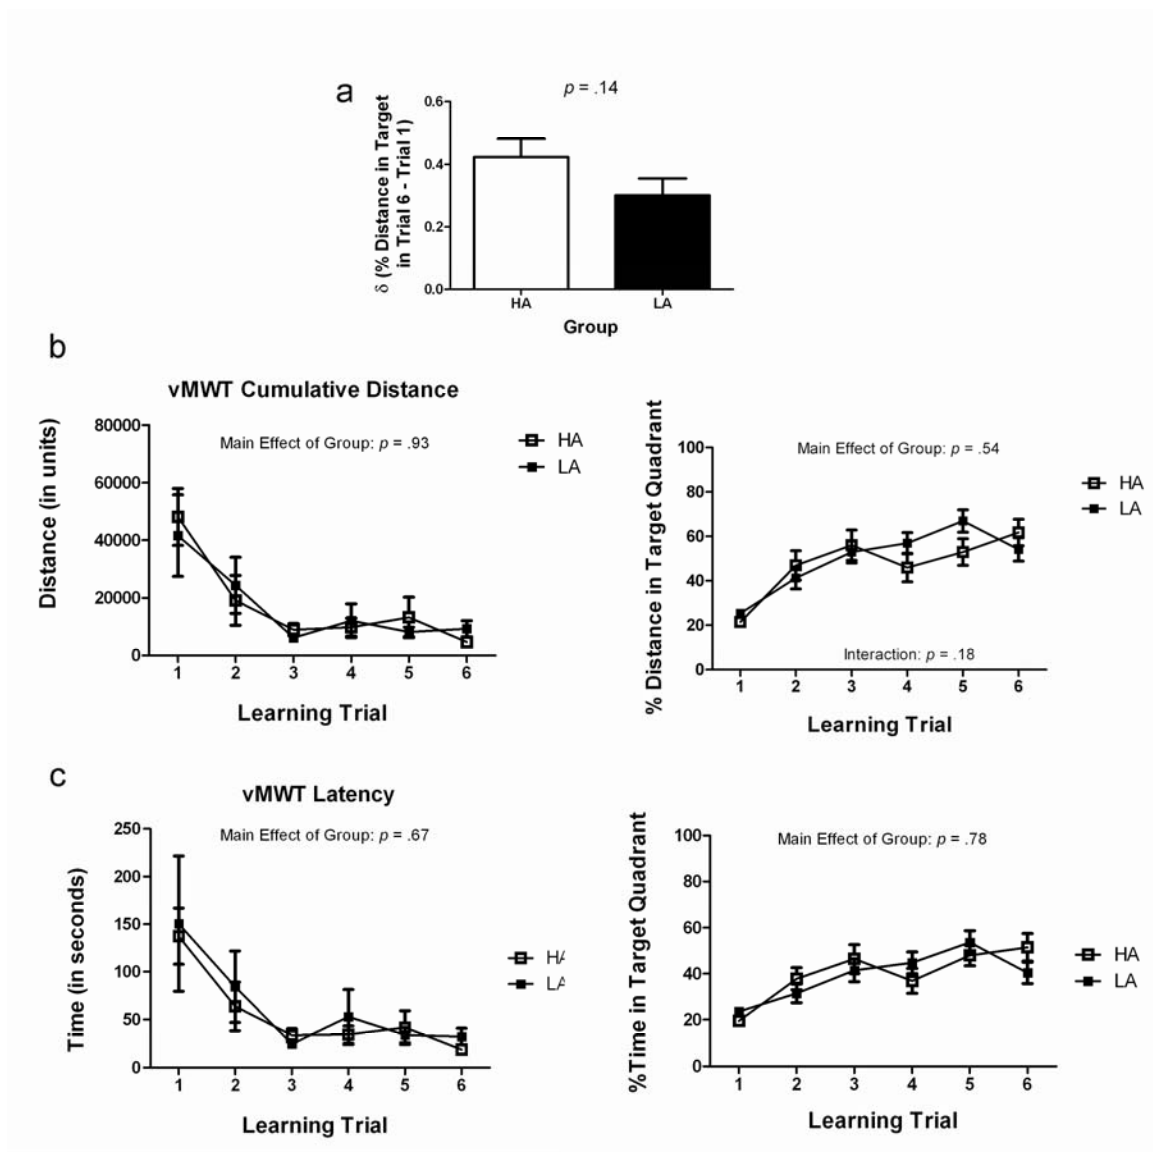 a
p = .14
δ (% Distance in Target
in Trial 6 - Trial 1)
0.6
0.4
0.2
0.0
HA
LA
Group
b
vMWT Cumulative Distance
Main Effect of Group: p = .93
Distance (in units)
80000
60000
40000
20000
0
1 2 3 4 5 6
Learning Trial
HA
LA
Main Effect of Group: p = .54
% Distance in Target Quadrant
100
80
60
40
20
0
Interaction: p = .18
1 2 3 4 5 6
Learning Trial
HA
LA
c
vMWT Latency
Main Effect of Group: p = .67
Time (in seconds)
250
200
150
100
50
0
1 2 3 4 5 6
Learning Trial
HA
LA
Main Effect of Group: p = .78
%Time in Target Quadrant
100
80
60
40
20
0
1 2 3 4 5 6
Learning Trial
HA
LA